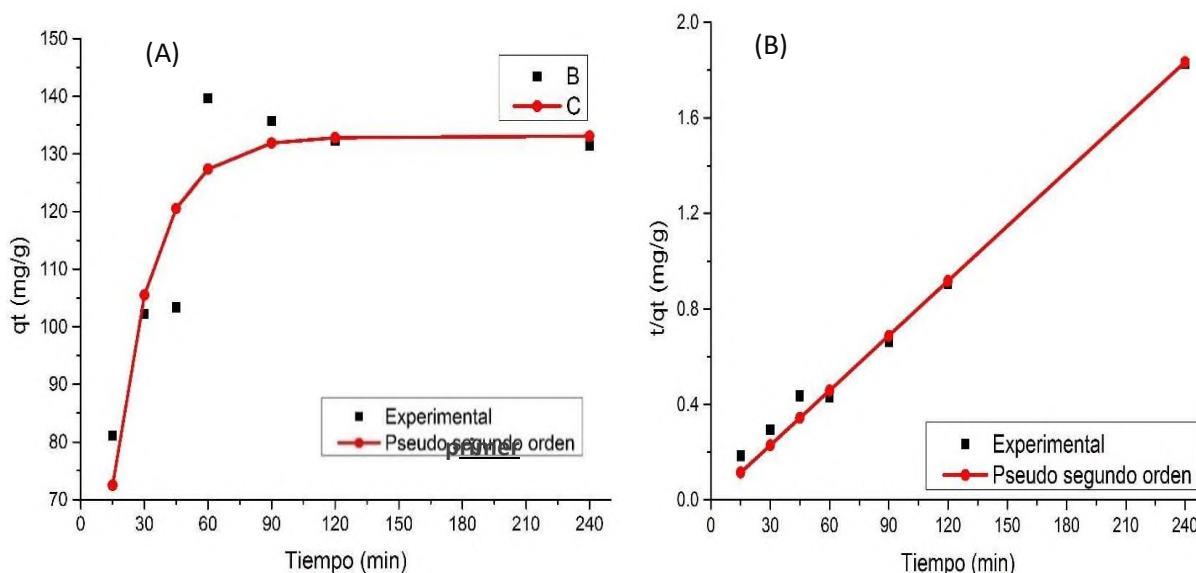 (A)
B
C
qt (mg/g)
150
140
130
120
110
100
90
80
70
Experimental
Pseudo segundo orden
primer
0 30 60 90 120 150 180 210 240
Tiempo (min)
(B)
t/qt (mg/g)
2.0
1.6
1.2
0.8
0.4
0.0
Experimental
Pseudo segundo orden
0 30 60 90 120 150 180 210 240
Tiempo (min)